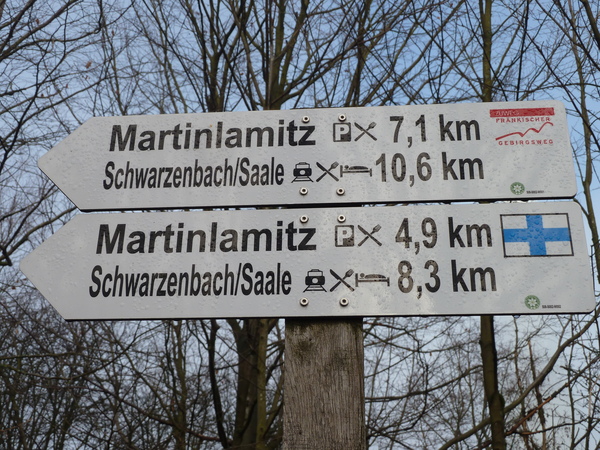 Martinlamitz P 7,1 km
FRÄNKISCHER
GEBIRGSWEG
Schwarzenbach/Saale 10,6 km
Martinlamitz P 4,9 km
Schwarzenbach/Saale 8,3 km